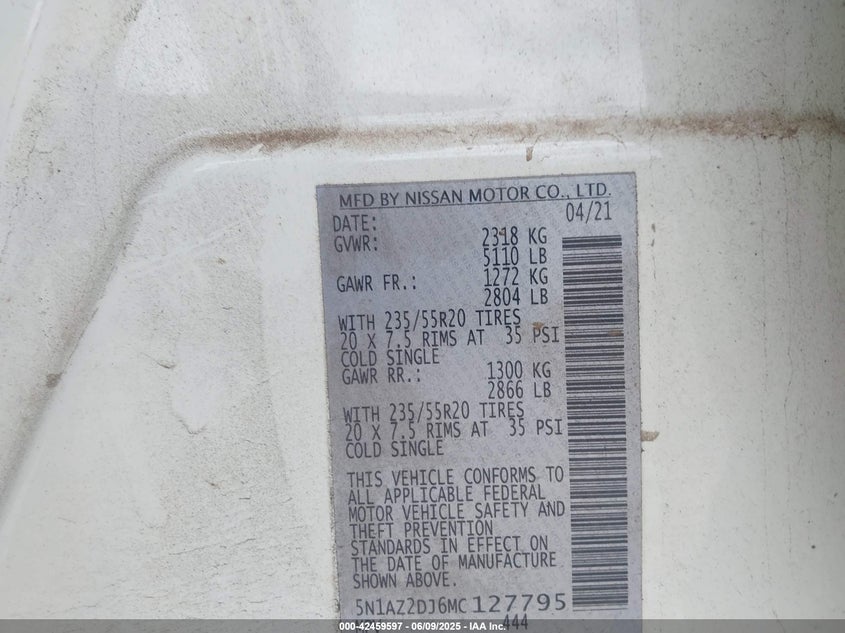 MFD BY NISSAN MOTOR CO., LTD.
DATE: 04/21
GVWR: 2318 KG
5110 LB
GAWR FR.: 1272 KG
2804 LB
WITH 235/55R20 TIRES
20 X 7.5 RIMS AT 35 PSI
COLD SINGLE
GAWR RR.: 1300 KG
2866 LB
WITH 235/55R20 TIRES
20 X 7.5 RIMS AT 35 PSI
COLD SINGLE
THIS VEHICLE CONFORMS TO
ALL APPLICABLE FEDERAL
MOTOR VEHICLE SAFETY AND
THEFT PREVENTION
STANDARDS IN EFFECT ON
THE DATE OF MANUFACTURE
SHOWN ABOVE.
5N1AZ2DJ6MC127795
444
000-42459597 - 06/09/2025 - IAA Inc.